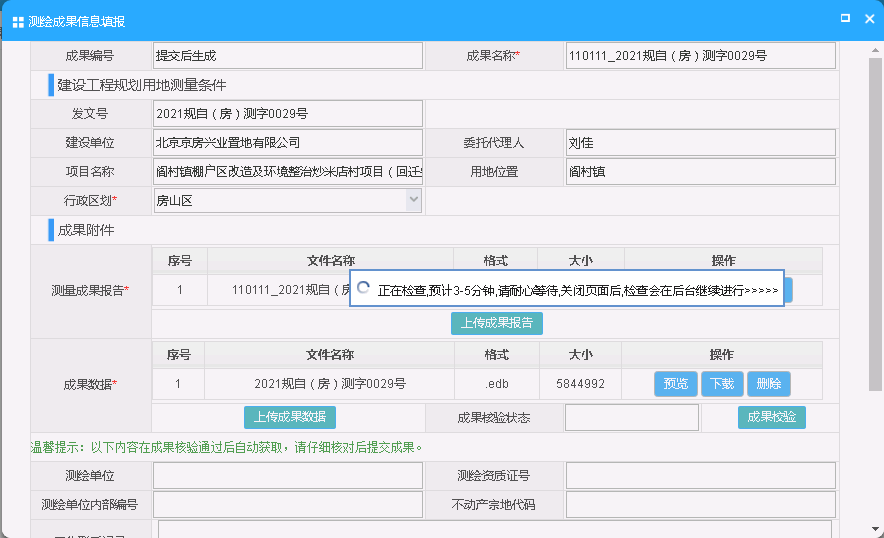 测绘成果信息填报
成果编号 提交后生成 成果名称* 110111_2021规自（房）测字0029号
建设工程规划用地测量条件
发文号 2021规自（房）测字0029号
建设单位 北京京房兴业置地有限公司 委托代理人 刘佳
项目名称 阎村镇棚户区改造及环境整治炒米店村项目（回迁 用地位置 阎村镇
行政区划* 房山区
成果附件
序号 文件名称 格式 大小 操作
测量成果报告* 1 110111_2021规自（房
正在检查,预计3-5分钟,请耐心等待,关闭页面后,检查会在后台继续进行>>>>>
上传成果报告
序号 文件名称 格式 大小 操作
成果数据* 1 2021规自（房）测字0029号 .edb 5844992 预览 下载 删除
上传成果数据 成果核验状态 成果核验
温馨提示：以下内容在成果核验通过后自动获取，请仔细核对后提交成果。
测绘单位 测绘资质证号
测绘单位内部编号 不动产宗地代码